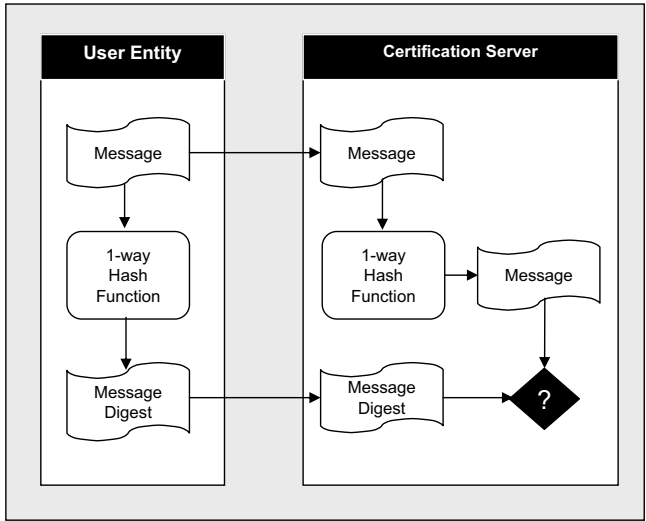 User Entity
Certification Server
Message
Message
1-way
Hash
Function
1-way
Hash
Function
Message
Message
Digest
Message
Digest
?